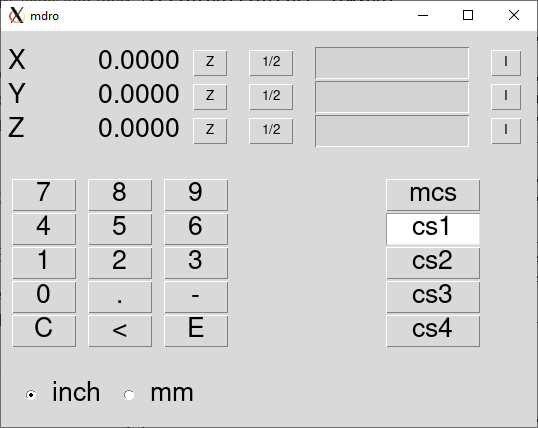 mdro
X 0.0000 Z 1/2 I
Y 0.0000 Z 1/2 I
Z 0.0000 Z 1/2 I
7 8 9 mcs
4 5 6 cs1
1 2 3 cs2
0 . - cs3
C < E cs4
inch mm